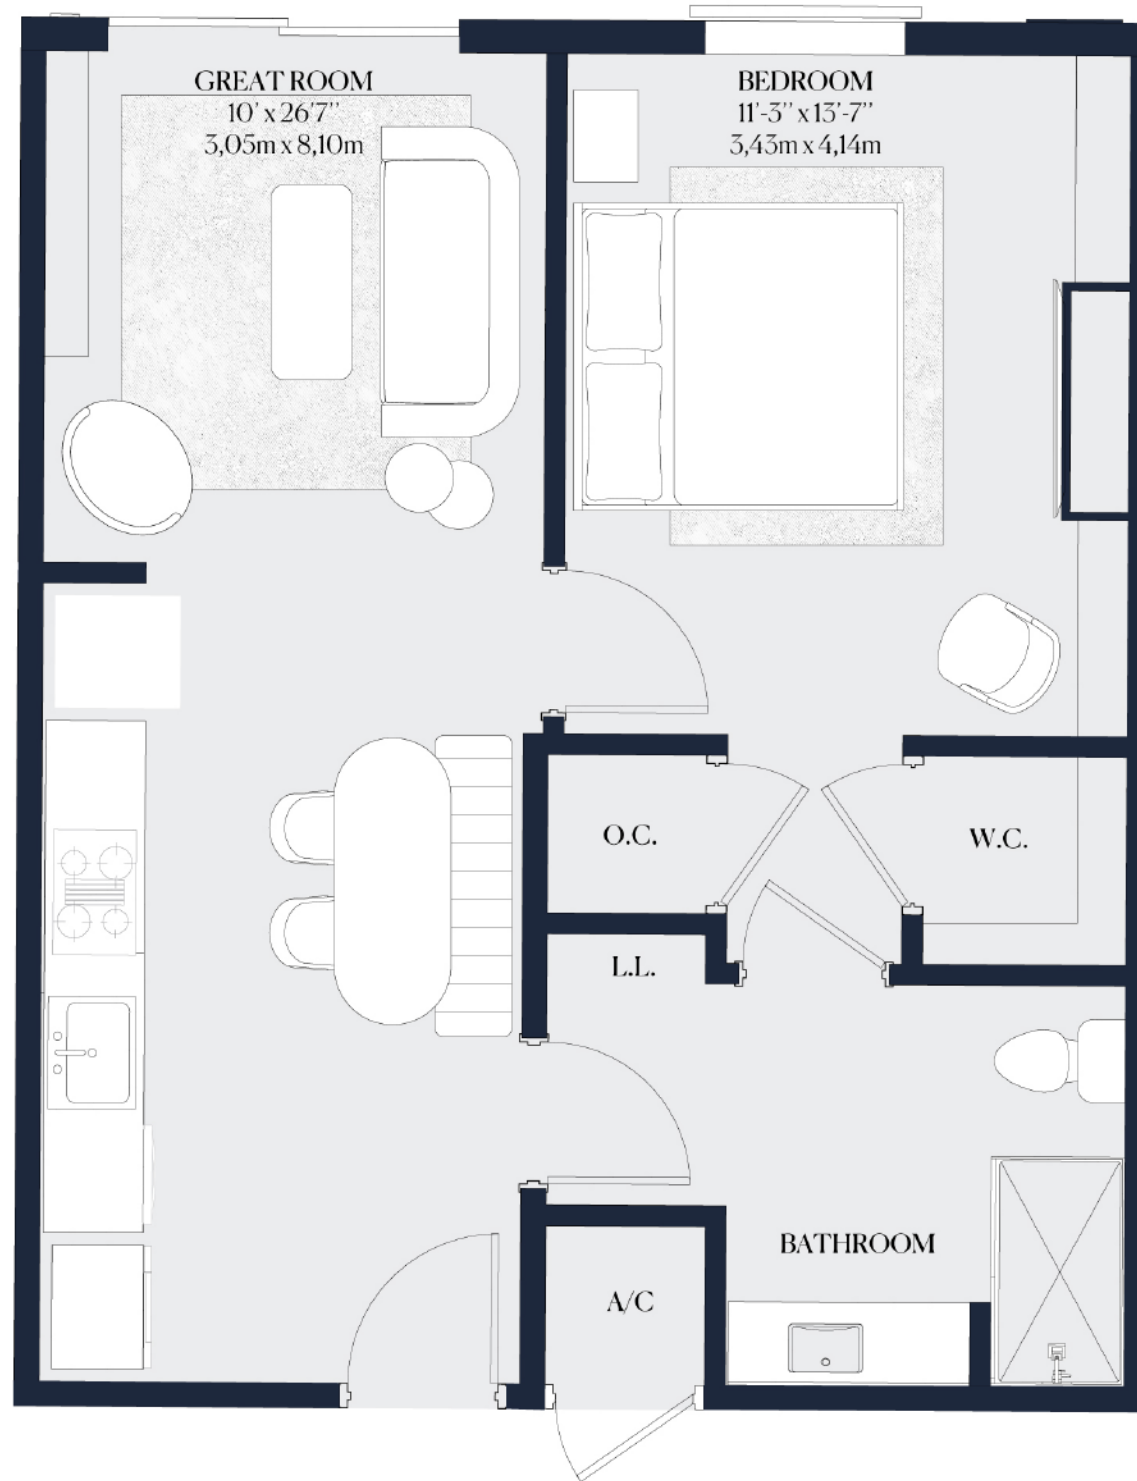 GREAT ROOM
10' x 26'7''
3,05m x 8,10m
BEDROOM
11'-3'' x 13'-7''
3,43m x 4,14m
O.C.
W.C.
L.L.
BATHROOM
A/C